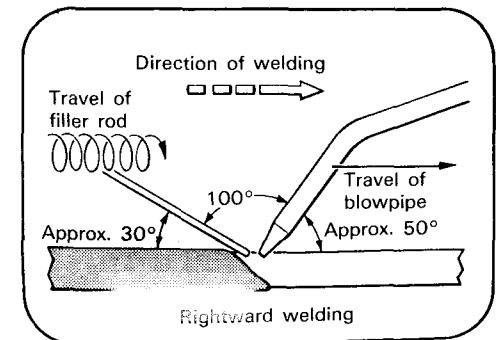 Direction of welding
Travel of
filler rod
100°
Travel of
blowpipe
Approx. 30°
Approx. 50°
Rightward welding